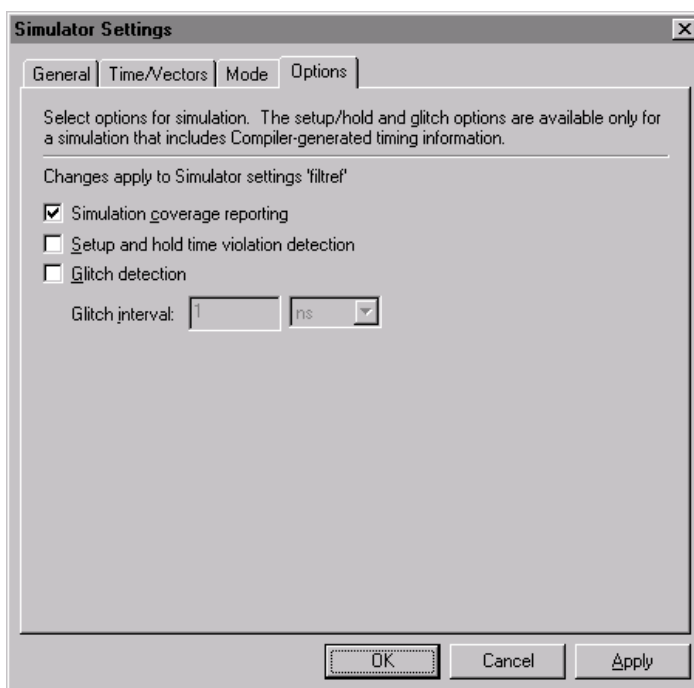 Simulator Settings
General Time/Vectors Mode Options
Select options for simulation. The setup/hold and glitch options are available only for
a simulation that includes Compiler-generated timing information.
Changes apply to Simulator settings 'filtref'
Simulation coverage reporting
Setup and hold time violation detection
Glitch detection
Glitch interval: 1 ns
OK Cancel Apply